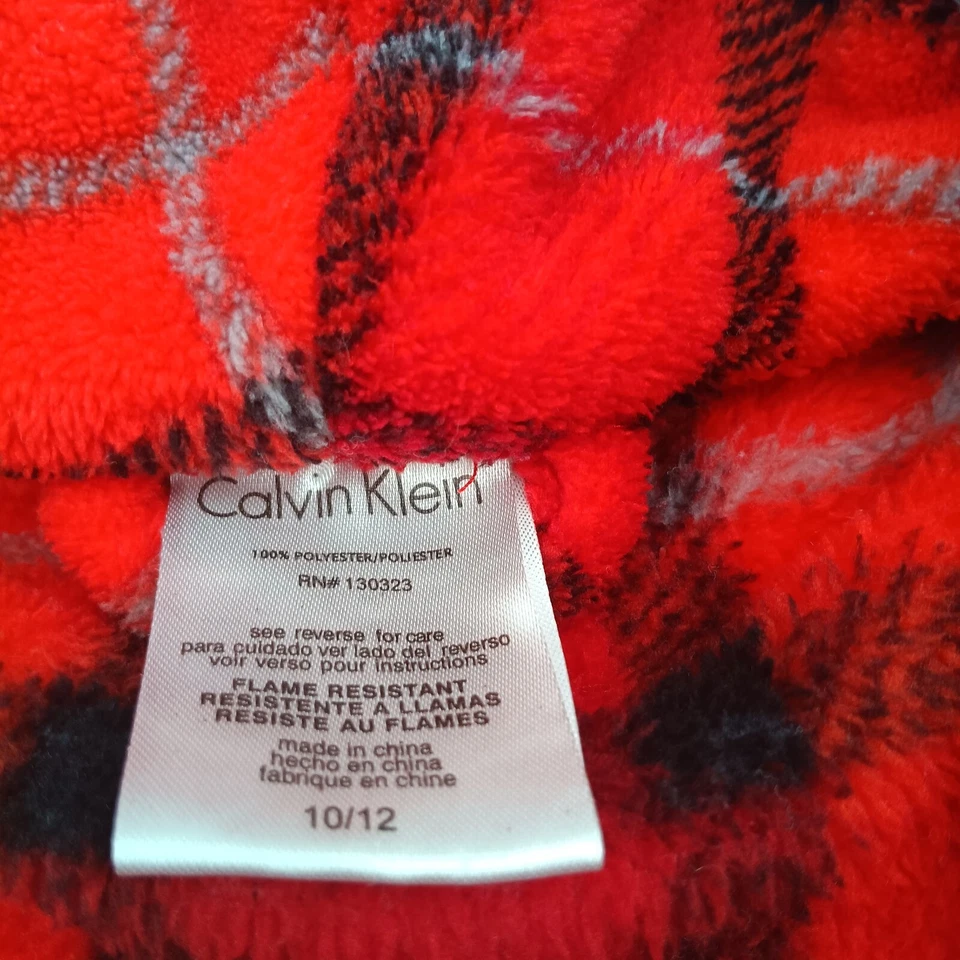 Calvin Klein
100% POLYESTER/POLIESTER
RN# 130323
see reverse for care
para cuidado ver lado del reverso
voir verso pour instructions
FLAME RESISTANT
RESISTENTE A LLAMAS
RESISTE AU FLAMES
made in china
hecho en china
fabrique en chine
10/12